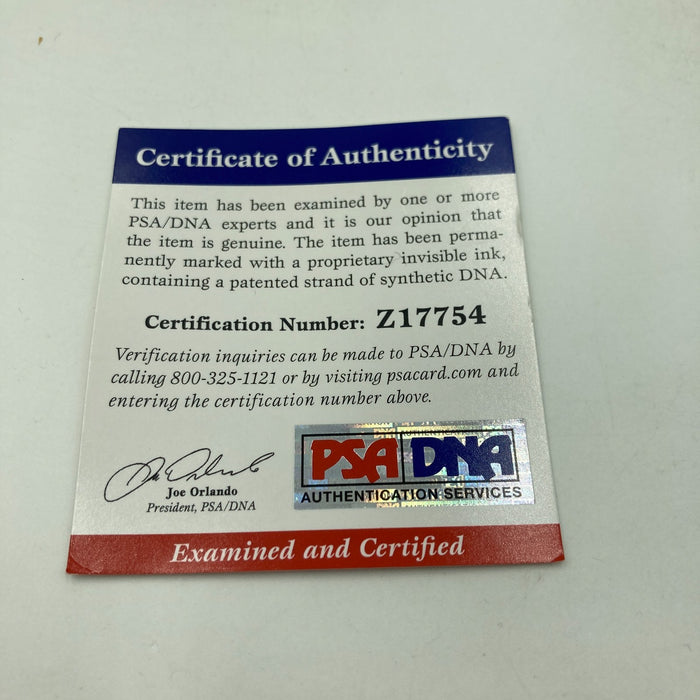 Certificate of Authenticity
This item has been examined by one or more
PSA/DNA experts and it is our opinion that
the item is genuine. The item has been perma-
nently marked with a proprietary invisible ink,
containing a patented strand of synthetic DNA.
Certification Number: Z17754
Verification inquiries can be made to PSA/DNA by
calling 800-325-1121 or by visiting psacard.com and
entering the certification number above.
Joe Orlando
President, PSA/DNA
PSA DNA
AUTHENTICATION SERVICES
Examined and Certified